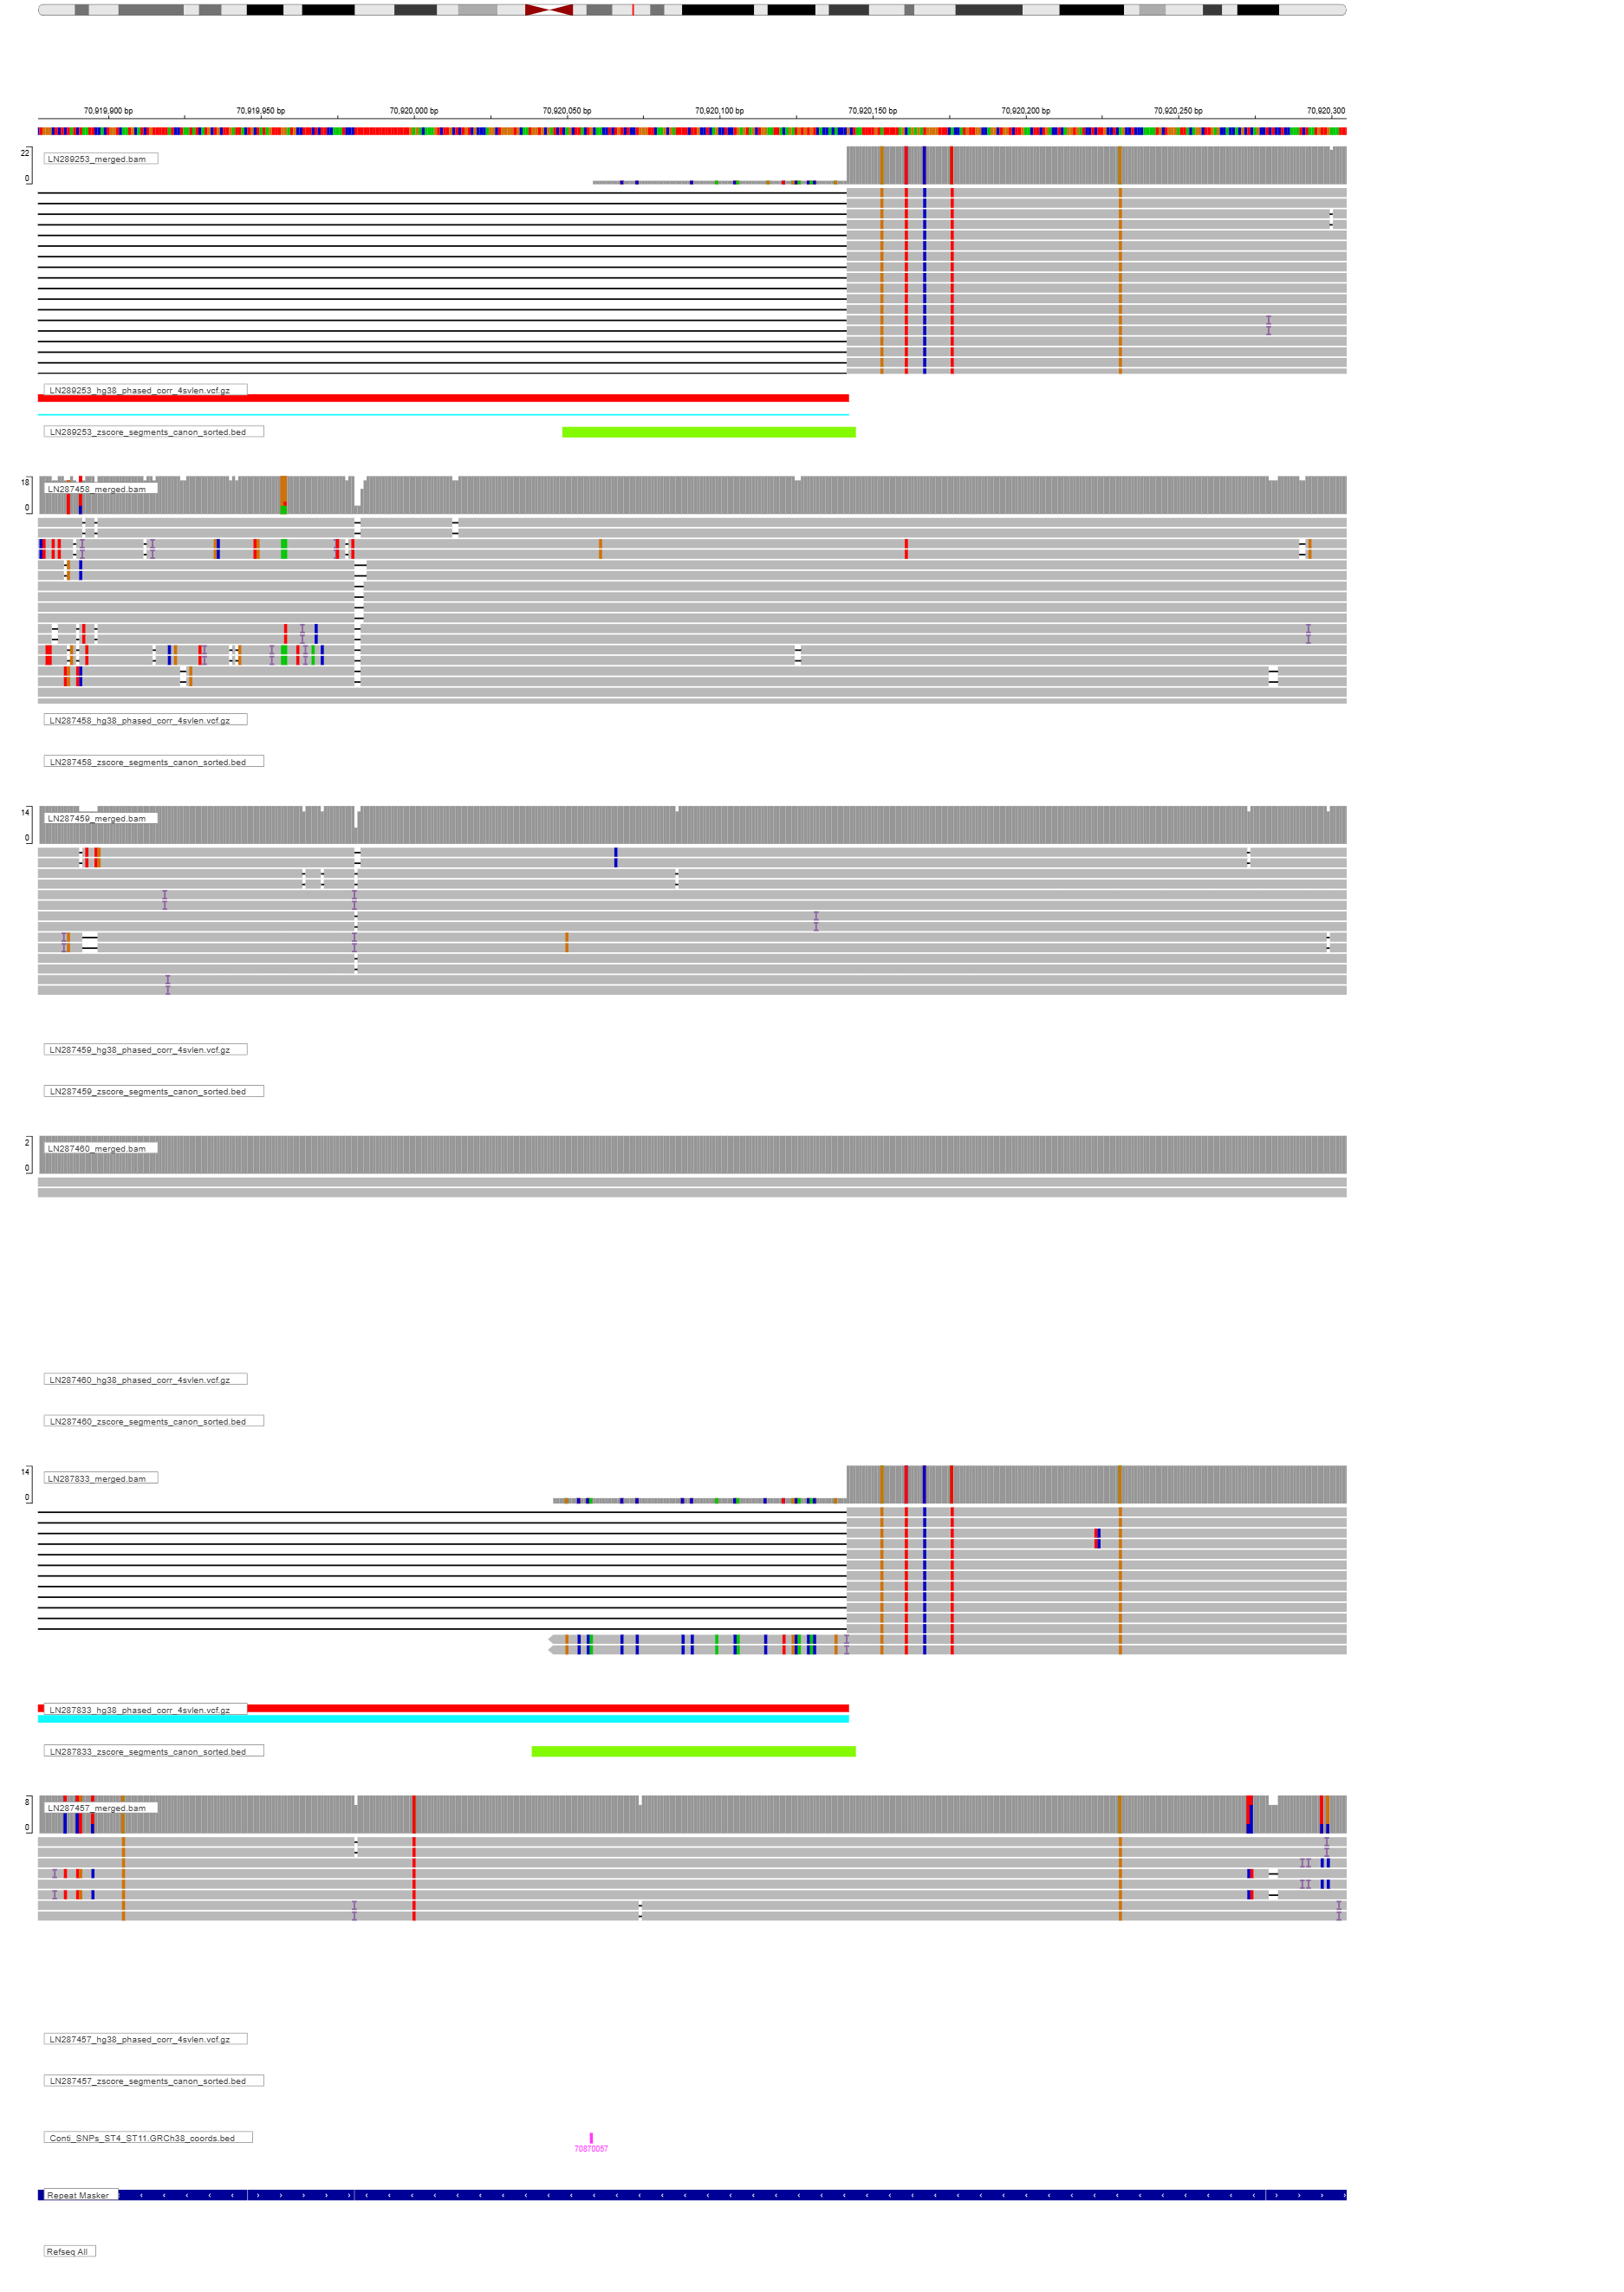 70,919,900 bp 70,919,950 bp 70,920,000 bp 70,920,050 bp 70,920,100 bp 70,920,150 bp 70,920,200 bp 70,920,250 bp 70,920,300
22
LN289253_merged.bam
0
LN289253_hg38_phased_corr_4svlen.vcf.gz
LN289253_zscore_segments_canon_sorted.bed
18
LN287458_merged.bam
0
LN287458_hg38_phased_corr_4svlen.vcf.gz
LN287458_zscore_segments_canon_sorted.bed
14
LN287459_merged.bam
0
LN287459_hg38_phased_corr_4svlen.vcf.gz
LN287459_zscore_segments_canon_sorted.bed
2
LN287460_merged.bam
0
LN287460_hg38_phased_corr_4svlen.vcf.gz
LN287460_zscore_segments_canon_sorted.bed
14
LN287833_merged.bam
0
LN287833_hg38_phased_corr_4svlen.vcf.gz
LN287833_zscore_segments_canon_sorted.bed
8
LN287457_merged.bam
0
LN287457_hg38_phased_corr_4svlen.vcf.gz
LN287457_zscore_segments_canon_sorted.bed
Conti_SNPs_ST4_ST11.GRCh38_coords.bed
70870057
Repeat Masker
Refseq All